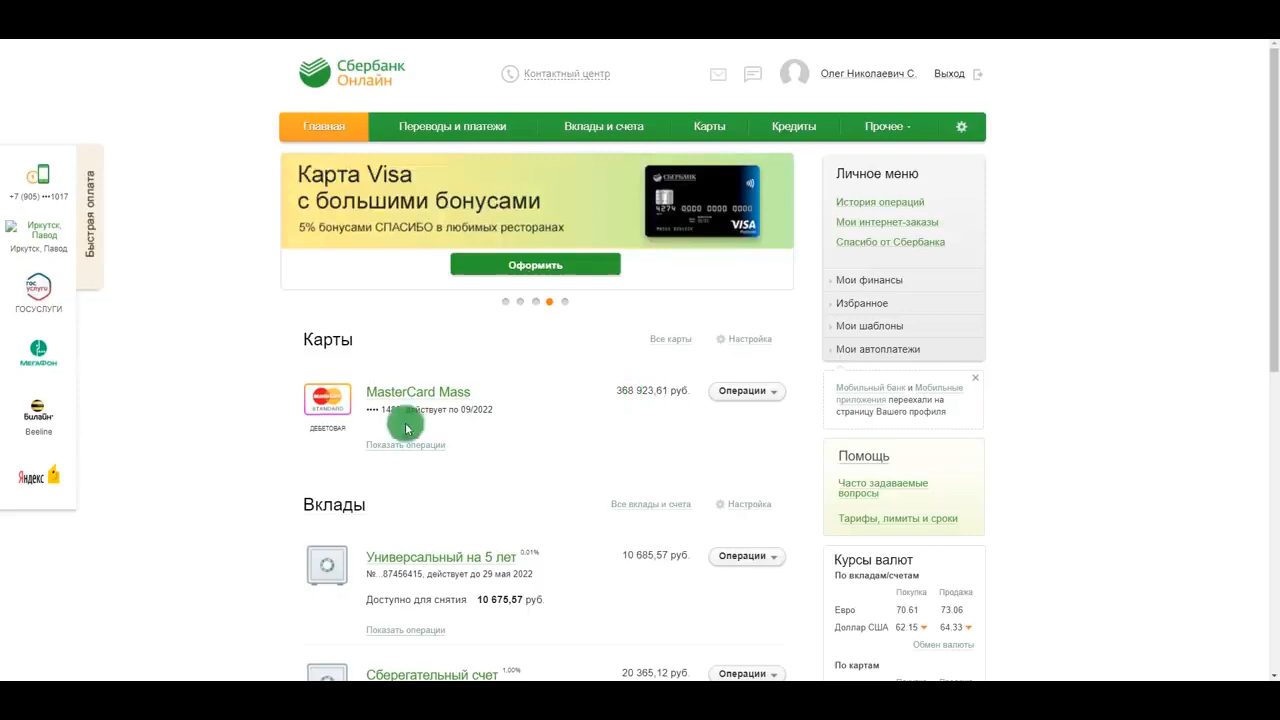 Сбербанк
Онлайн
Контактный центр
Олег Николаевич С.
Выход
Главная
Переводы и платежи
Вклады и счета
Карты
Кредиты
Прочее
+7 (905) •••1017
Иркутск,
Павод
Иркутск, Павод
госуслуги
ГОСУСЛУГИ
МЕГАФОН
Билайн
Beeline
Яндекс
Быстрая оплата
Карта Visa
с большими бонусами
5% бонусами СПАСИБО в любимых ресторанах
СБЕРБАНК
4274 0000 0000 0000
VISA
Оформить
Карты
Все карты
Настройка
MasterCard Mass
368 923,61 руб.
Операции
STANDARD
действует по 09/2022
ДЕБЕТОВАЯ
Показать операции
Вклады
Все вклады и счета
Настройка
Универсальный на 5 лет
0,01%
10 685,57 руб.
Операции
№...87456415, действует до 29 мая 2022
Доступно для снятия 10 675,57 руб.
Показать операции
Сберегательный счет
1,00%
20 365,12 руб.
Операции
Личное меню
История операций
Мои интернет-заказы
Спасибо от Сбербанка
Мои финансы
Избранное
Мои шаблоны
Мои автоплатежи
Мобильный банк и Мобильные
приложения переехали на
страницу Вашего профиля
Помощь
Часто задаваемые
вопросы
Тарифы, лимиты и сроки
Курсы валют
По вкладам/счетам
Покупка Продажа
Евро 70.61 73.06
Доллар США 62.15 64.33
Обмен валюты
По картам